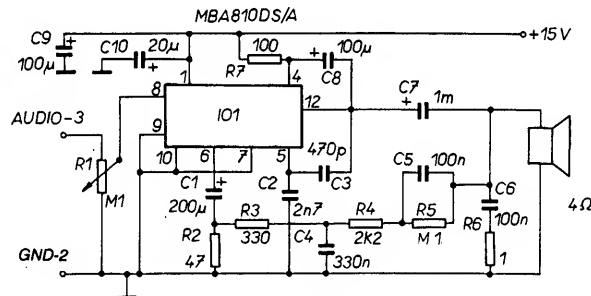 MBA810DS/A
C9
100µ
C10
20µ
R7
100
C8
100µ
+15V
1
4
8
12
C7
1m
AUDIO-3
9
IO1
10
6
7
5
470p
C3
R1
M1
C1
200µ
C2
2n7
C5
100n
C6
100n
R3
330
R4
2K2
R5
M1
R6
1
4Ω
R2
47
C4
330n
GND-2